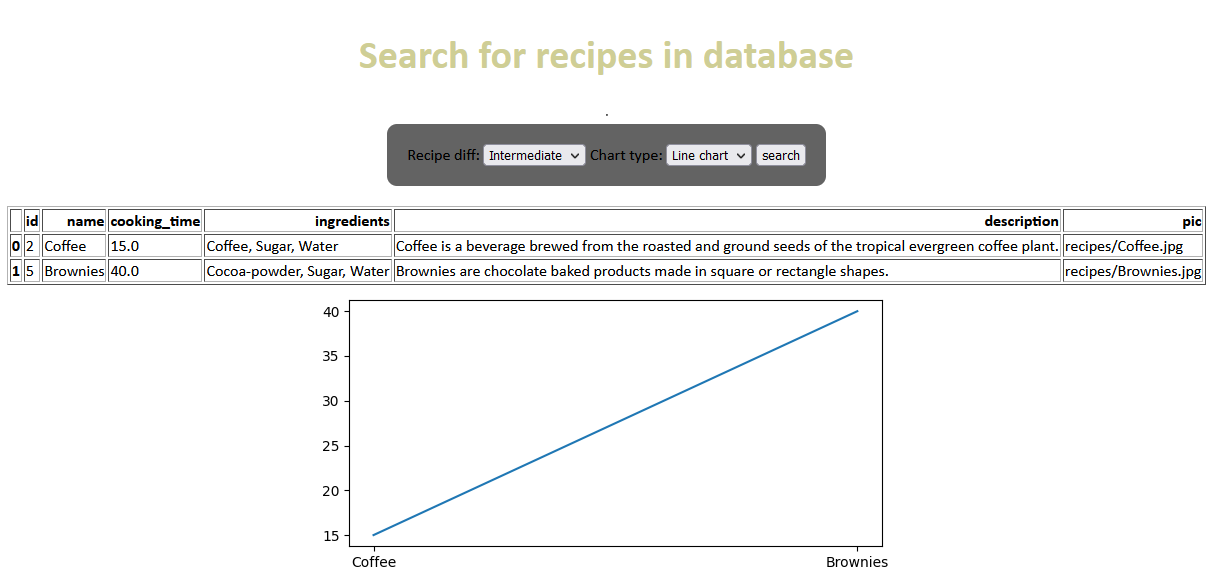 Search for recipes in database
.
Recipe diff: Intermediate Chart type: Line chart search
id name cooking_time ingredients description pic
0 2 Coffee 15.0 Coffee, Sugar, Water Coffee is a beverage brewed from the roasted and ground seeds of the tropical evergreen coffee plant. recipes/Coffee.jpg
1 5 Brownies 40.0 Cocoa-powder, Sugar, Water Brownies are chocolate baked products made in square or rectangle shapes. recipes/Brownies.jpg
40
35
30
25
20
15
Coffee Brownies